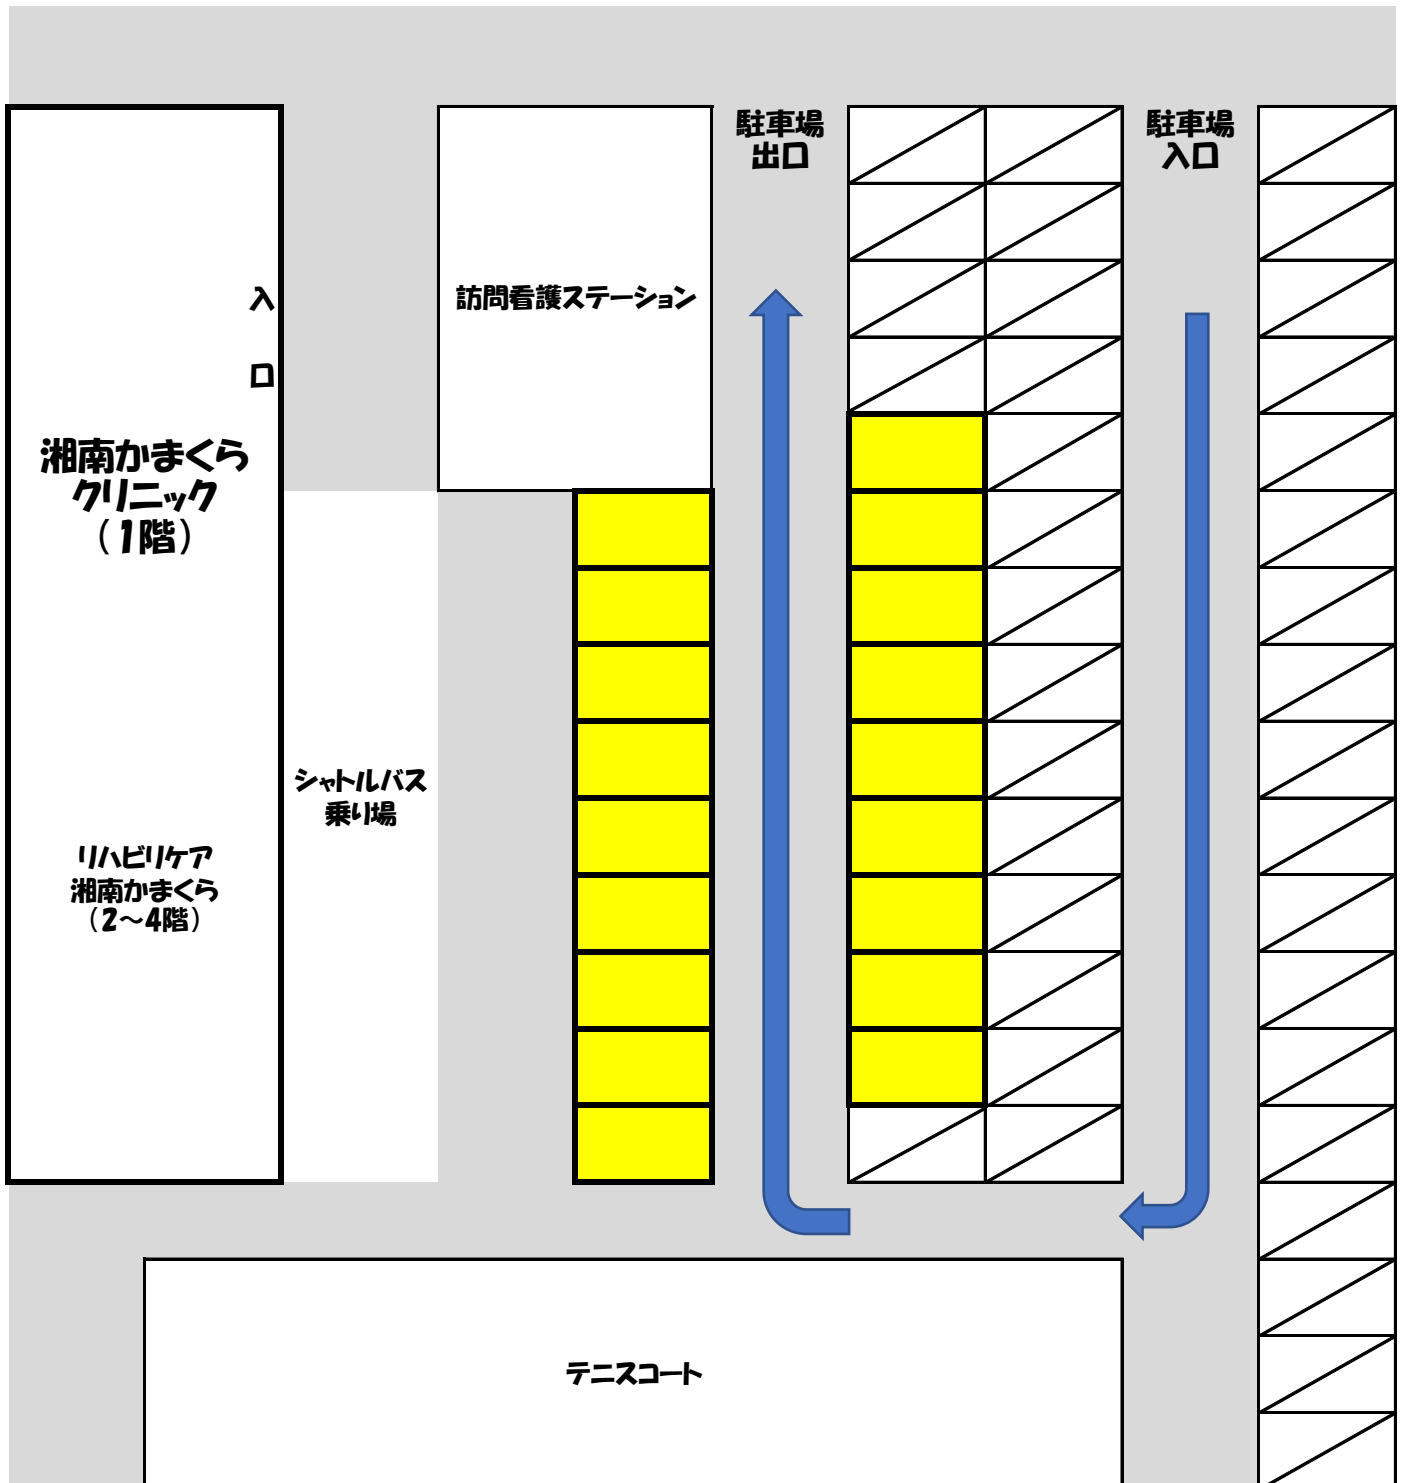 駐車場
出口
駐車場
入口
入
口
訪問看護ステーション
湘南かまくら
クリニック
（1階）
シャトルバス
乗り場
リハビリケア
湘南かまくら
（2～4階）
テニスコート